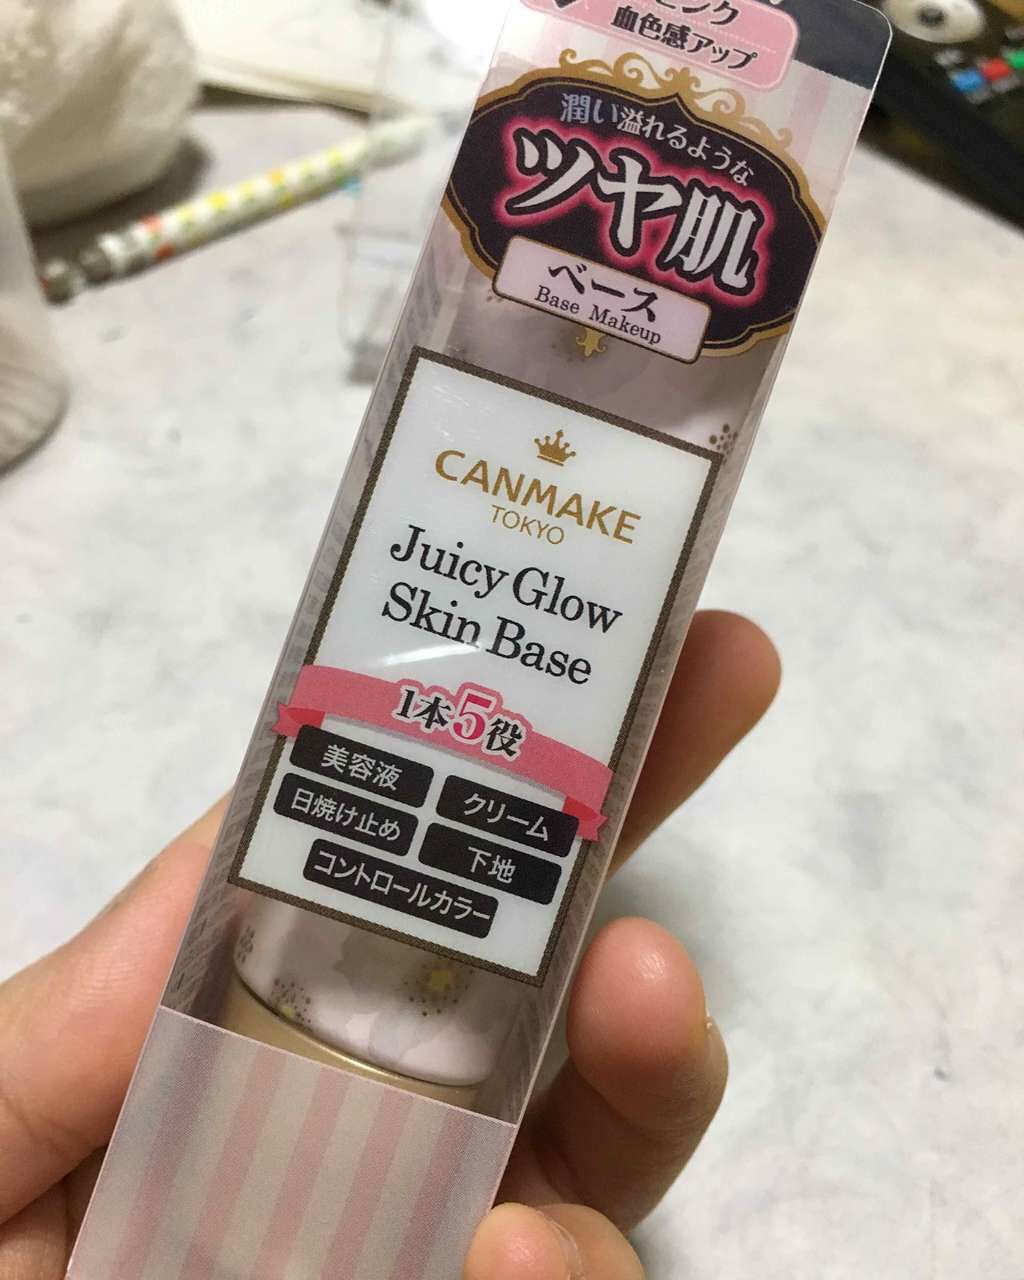 ピンク
血色感アップ
潤い溢れるような
ツヤ肌
ベース
Base Makeup
CANMAKE
TOKYO
Juicy Glow
Skin Base
1本5役
美容液
クリーム
日焼け止め
下地
コントロールカラー